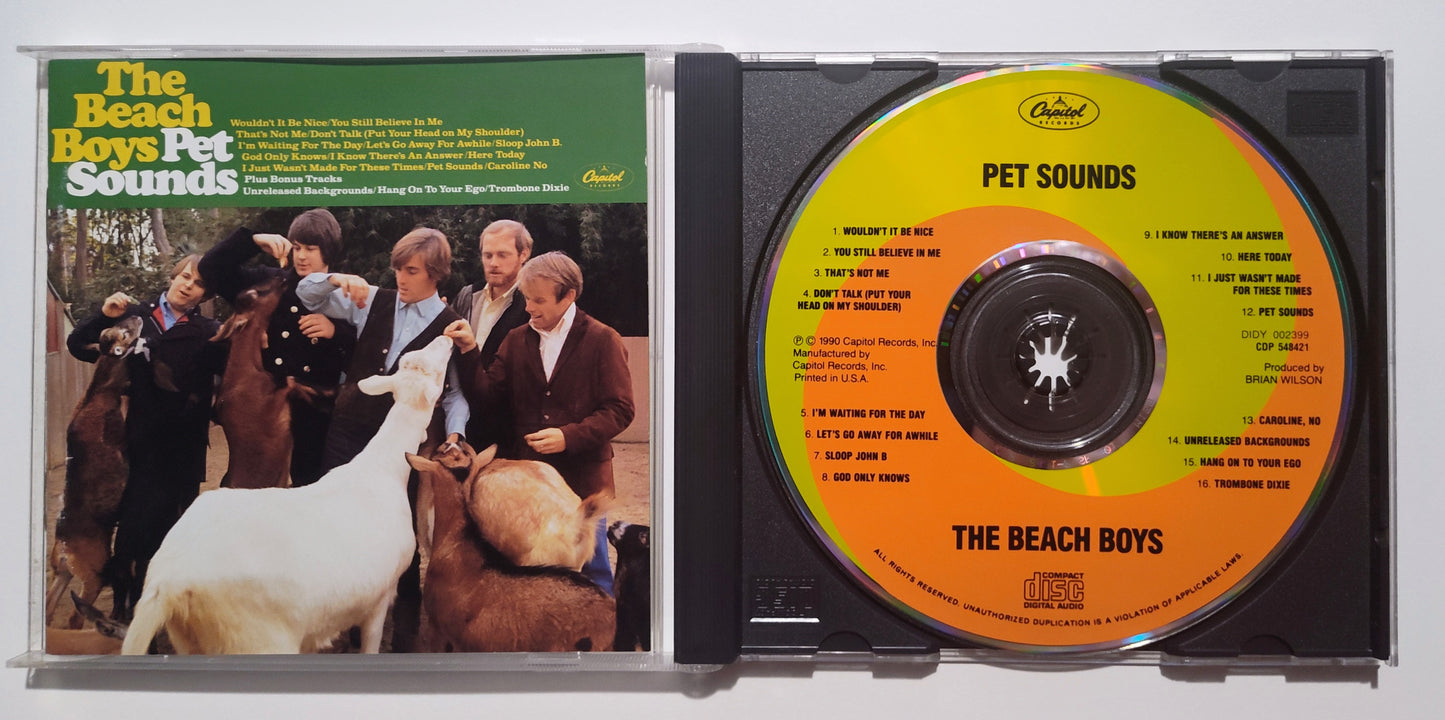 The
Beach
Boys Pet
Sounds
Wouldn't It Be Nice/You Still Believe in Me
That's Not Me/Don't Talk (Put Your Head on My Shoulder)
I'm Waiting For The Day/Let's Go Away For Awhile/Sloop John B.
God Only Knows/I Know There's An Answer/Here Today
I Just Wasn't Made For These Times/Pet Sounds/Caroline No
Plus Bonus Tracks
Unreleased Backgrounds/Hang On To Your Ego/Trombone Dixie
Capitol
RECORDS
Capitol
RECORDS
PET SOUNDS
1. WOULDN'T IT BE NICE
2. YOU STILL BELIEVE IN ME
3. THAT'S NOT ME
4. DON'T TALK (PUT YOUR
HEAD ON MY SHOULDER)
℗ © 1990 Capitol Records, Inc.
Manufactured by
Capitol Records, Inc.
Printed in U.S.A.
5. I'M WAITING FOR THE DAY
6. LET'S GO AWAY FOR AWHILE
7. SLOOP JOHN B
8. GOD ONLY KNOWS
9. I KNOW THERE'S AN ANSWER
10. HERE TODAY
11. I JUST WASN'T MADE
FOR THESE TIMES
12. PET SOUNDS
DIDY 002399
CDP 548421
Produced by
BRIAN WILSON
13. CAROLINE, NO
14. UNRELEASED BACKGROUNDS
15. HANG ON TO YOUR EGO
16. TROMBONE DIXIE
THE BEACH BOYS
COMPACT
disc
DIGITAL AUDIO
ALL RIGHTS RESERVED. UNAUTHORIZED DUPLICATION IS A VIOLATION OF APPLICABLE LAWS.